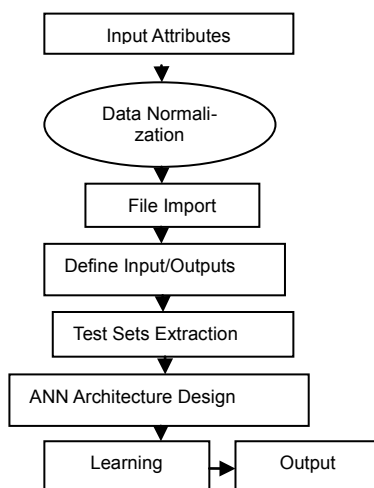 Input Attributes
Data Normali-
zation
File Import
Define Input/Outputs
Test Sets Extraction
ANN Architecture Design
Learning
Output